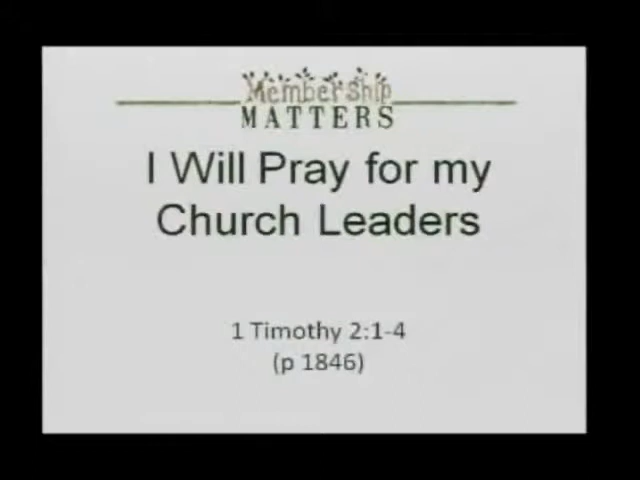 Membership
MATTERS
I Will Pray for my
Church Leaders
1 Timothy 2:1-4
(p 1846)